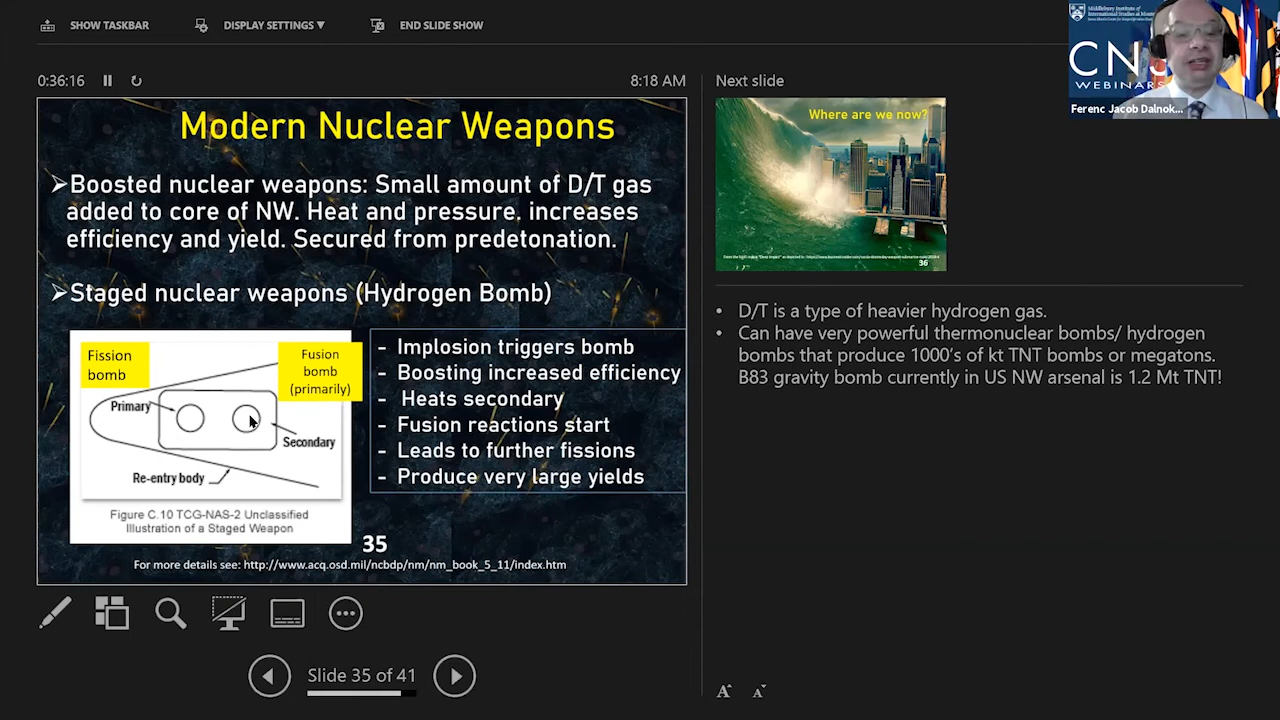 SHOW TASKBAR
DISPLAY SETTINGS ▼
END SLIDE SHOW
0:36:16
8:18 AM
Modern Nuclear Weapons
➢Boosted nuclear weapons: Small amount of D/T gas
added to core of NW. Heat and pressure. increases
efficiency and yield. Secured from predetonation.
➢Staged nuclear weapons (Hydrogen Bomb)
Fission
bomb
Fusion
bomb
(primarily)
Primary
Secondary
Re-entry body
Figure C.10 TCG-NAS-2 Unclassified
Illustration of a Staged Weapon
- Implosion triggers bomb
- Boosting increased efficiency
- Heats secondary
- Fusion reactions start
- Leads to further fissions
- Produce very large yields
35
For more details see: http://www.acq.osd.mil/ncbdp/nm/nm_book_5_11/index.htm
Slide 35 of 41
Next slide
Where are we now?
36
• D/T is a type of heavier hydrogen gas.
• Can have very powerful thermonuclear bombs/ hydrogen
bombs that produce 1000's of kt TNT bombs or megatons.
B83 gravity bomb currently in US NW arsenal is 1.2 Mt TNT!
A A
Middlebury Institute of
CNS
WEBINARS
Ferenc Jacob Dalnok...